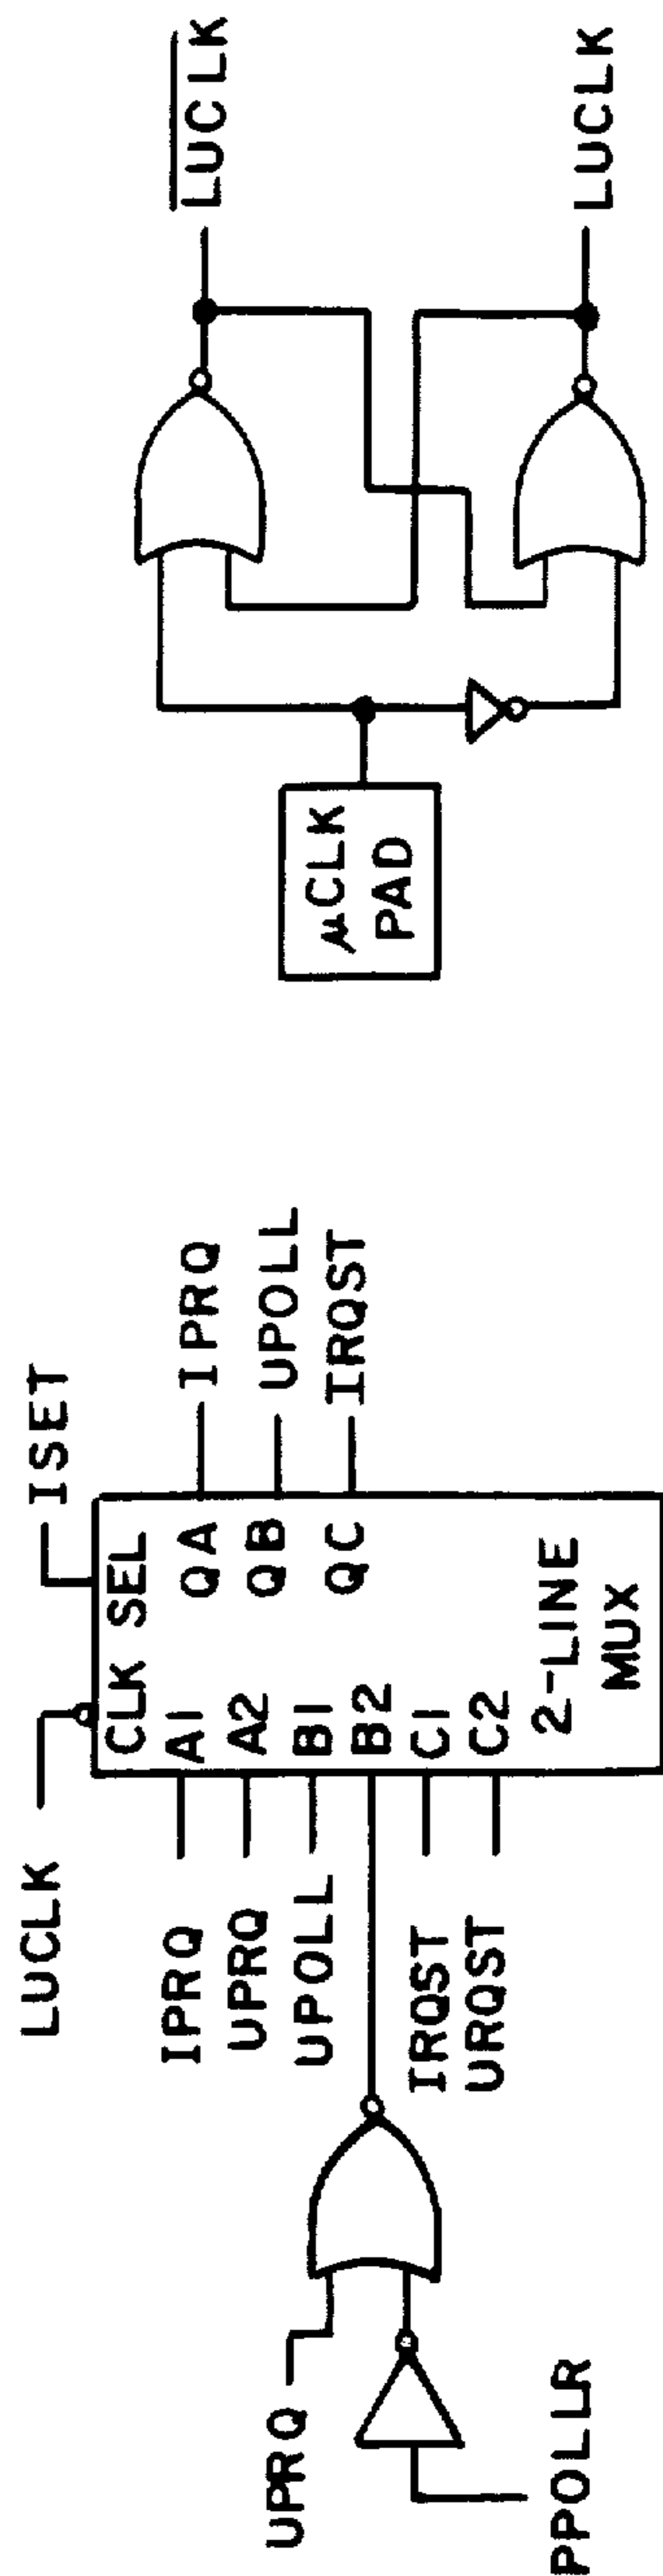 LUCLK
ISET
CLK SEL
IPRQ
A1
QA
IPRQ
UPRQ
A2
QB
UPOLL
UPOLL
B1
QC
IRQST
B2
IRQST
C1
URQST
C2
2-LINE
MUX
UPRQ
PPOLLR
μCLK
PAD
LUCLK
LUCLK